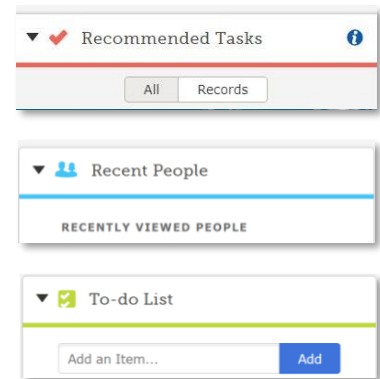 Recommended Tasks
All Records
Recent People
RECENTLY VIEWED PEOPLE
To-do List
Add an Item... Add